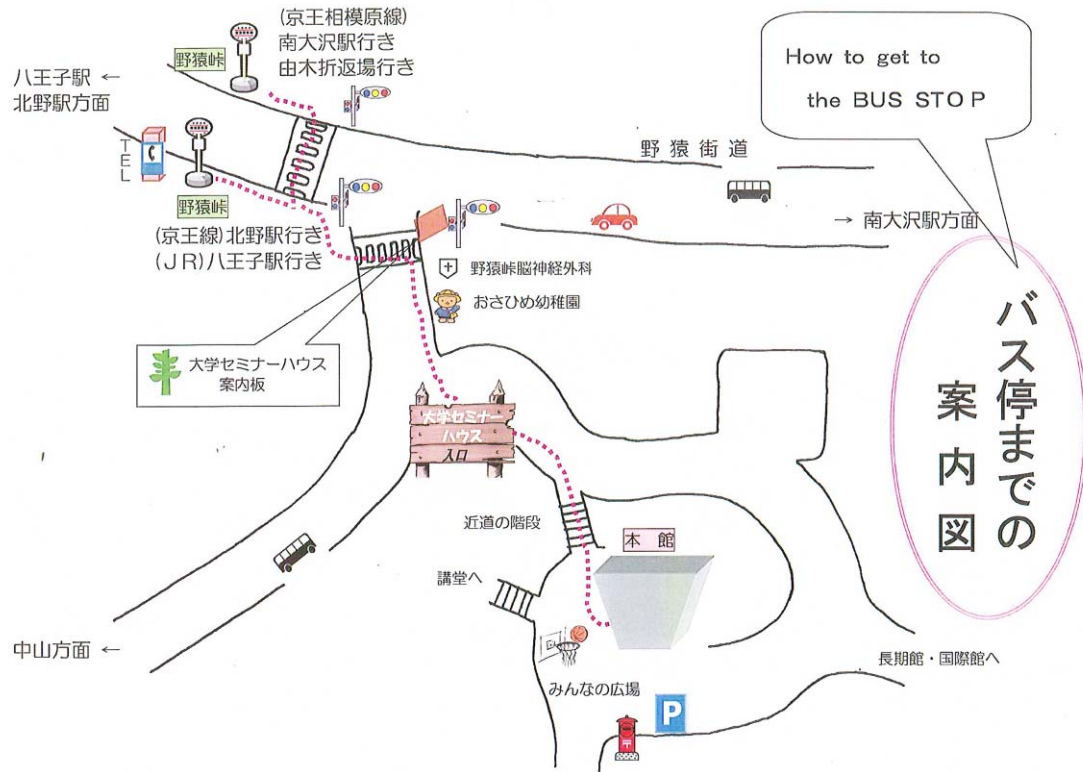 (京王相模原線)
南大沢駅行き
由木折返場行き
野猿峠
八王子駅 ←
北野駅方面
TEL
野猿峠
(京王線)北野駅行き
(JR)八王子駅行き
How to get to
the BUS STOP
野猿街道
→ 南大沢駅方面
野猿峠脳神経外科
おさひめ幼稚園
大学セミナーハウス
案内板
バス停までの
案内図
大学セミナー
ハウス
入口
近道の階段
本館
講堂へ
中山方面 ←
みんなの広場
長期館・国際館へ
P
〒